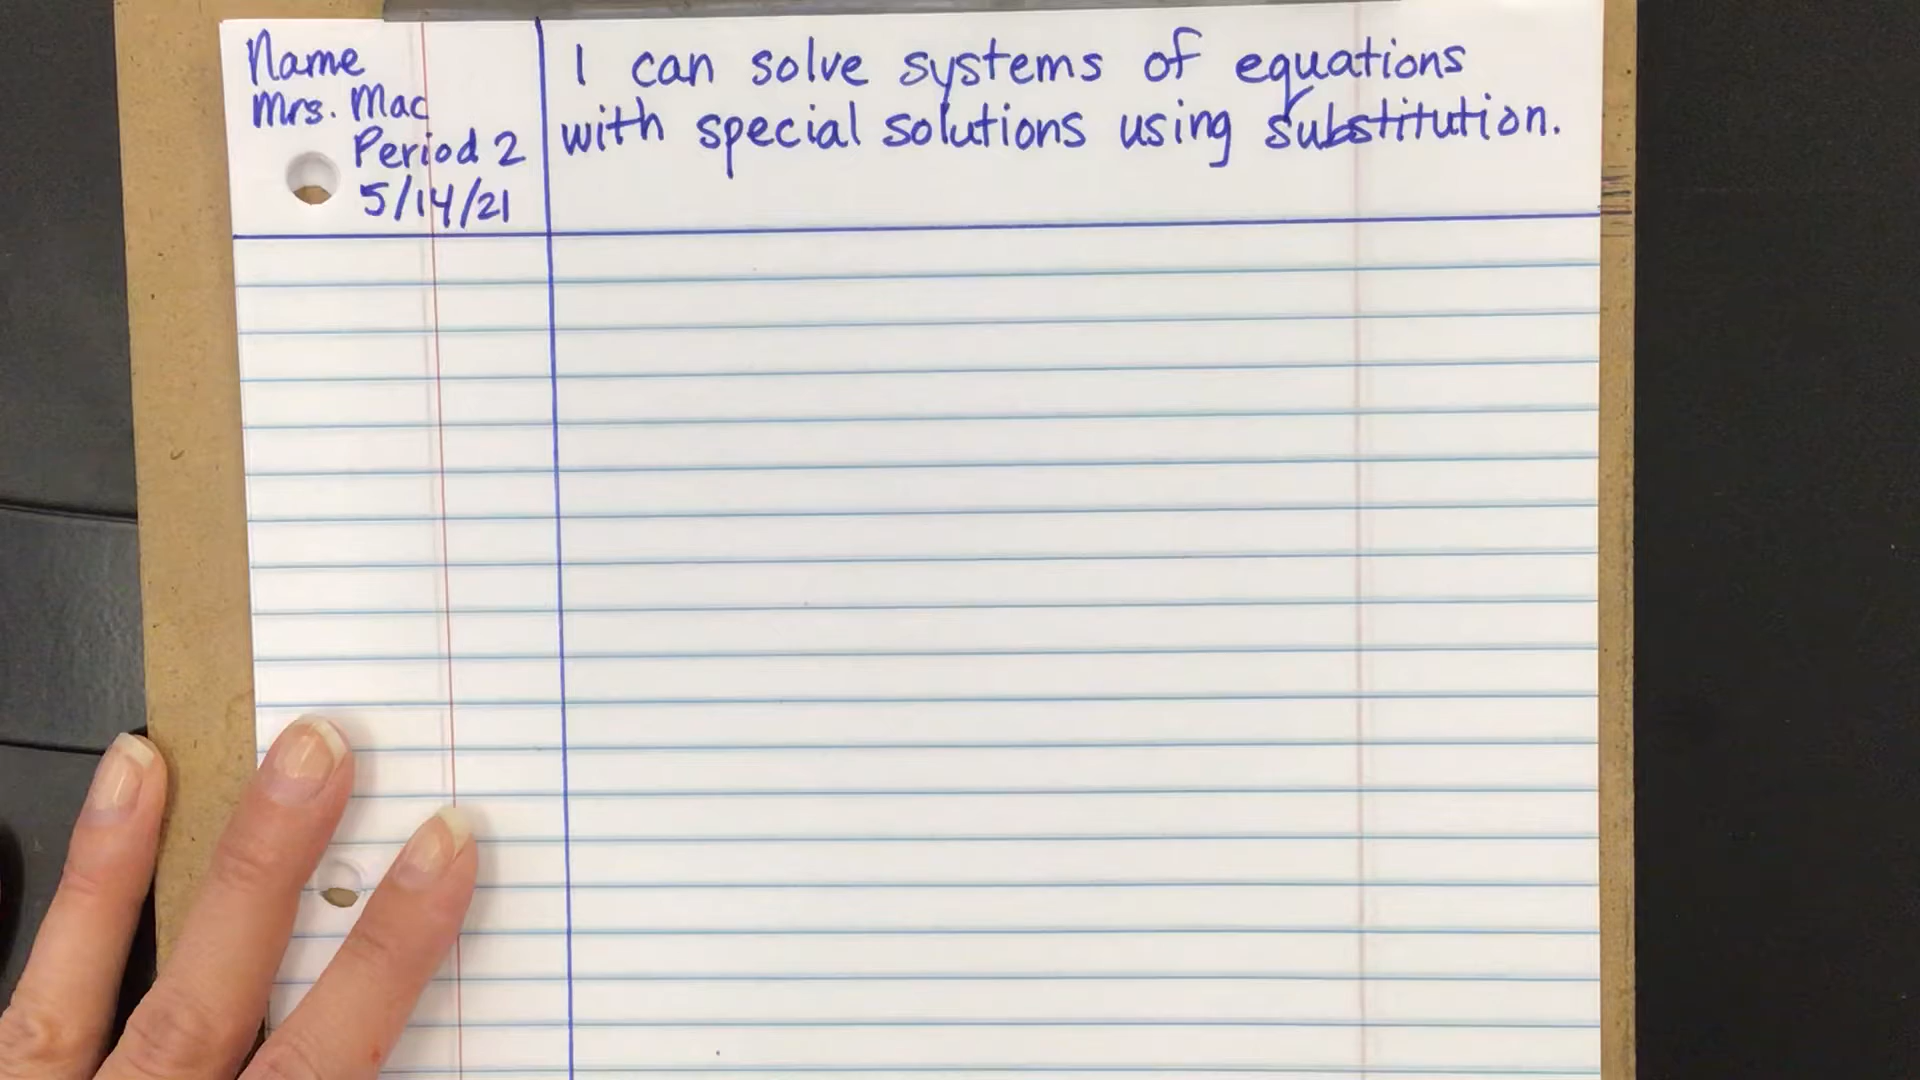 Name
Mrs. Mac
Period 2
5/14/21
I can solve systems of equations
with special solutions using substitution.